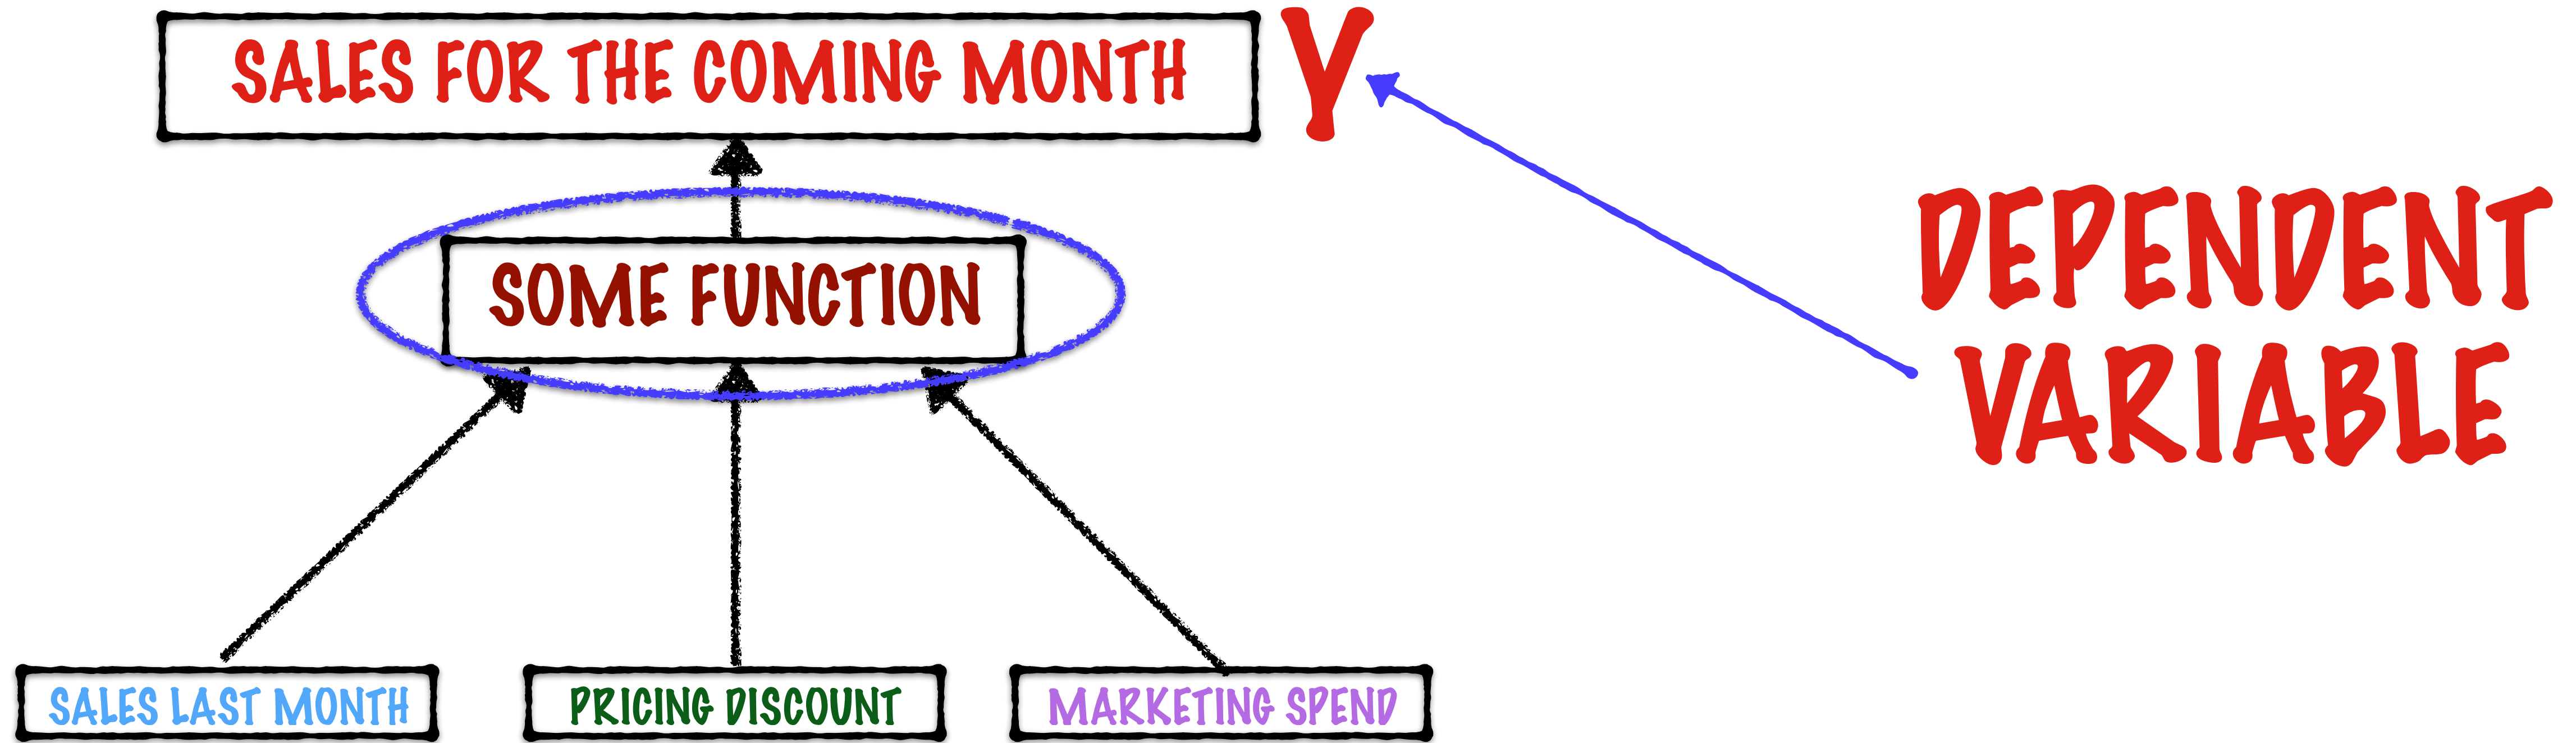 SALES FOR THE COMING MONTH
Y
SOME FUNCTION
DEPENDENT
VARIABLE
SALES LAST MONTH
PRICING DISCOUNT
MARKETING SPEND